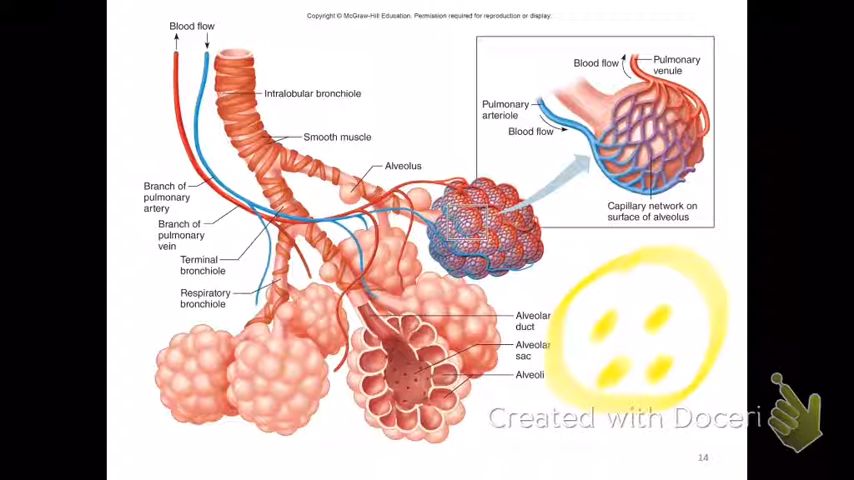 Copyright © McGraw-Hill Education. Permission required for reproduction or display.
Blood flow
Intralobular bronchiole
Smooth muscle
Alveolus
Branch of
pulmonary
artery
Branch of
pulmonary
vein
Terminal
bronchiole
Respiratory
bronchiole
Blood flow
Pulmonary
venule
Pulmonary
arteriole
Blood flow
Capillary network on
surface of alveolus
Alveolar
duct
Alveolar
sac
Alveoli
Created with Doceri
14